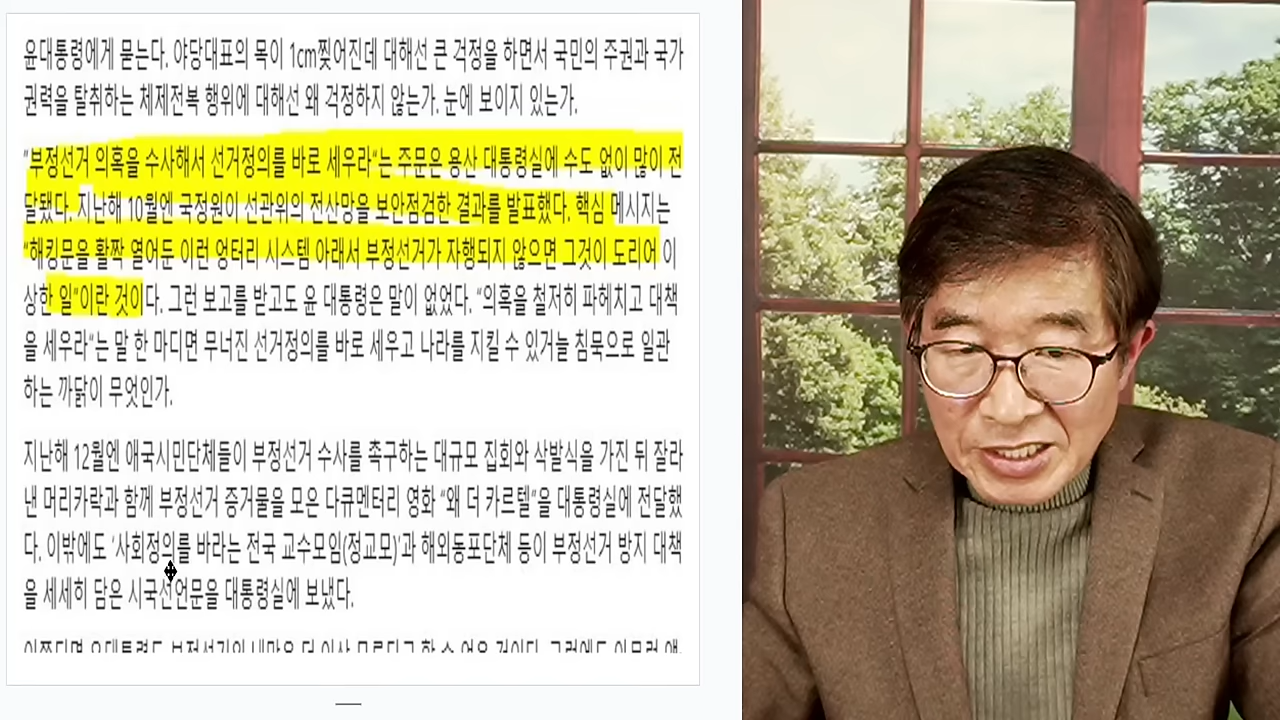 윤대통령에게 묻는다. 야당대표의 목이 1cm찢어진데 대해선 큰 걱정을 하면서 국민의 주권과 국가
권력을 탈취하는 체제전복 행위에 대해선 왜 걱정하지 않는가. 눈에 보이지 있는가.
"부정선거 의혹을 수사해서 선거정의를 바로 세우라"는 주문은 용산 대통령실에 수도 없이 많이 전
달됐다. 지난해 10월엔 국정원이 선관위의 전산망을 보안점검한 결과를 발표했다. 핵심 메시지는
"해킹문을 활짝 열어둔 이런 엉터리 시스템 아래서 부정선거가 자행되지 않으면 그것이 도리어 이
상한 일"이란 것이다. 그런 보고를 받고도 윤 대통령은 말이 없었다. "의혹을 철저히 파헤치고 대책
을 세우라"는 말 한 마디면 무너진 선거정의를 바로 세우고 나라를 지킬 수 있거늘 침묵으로 일관
하는 까닭이 무엇인가.
지난해 12월엔 애국시민단체들이 부정선거 수사를 촉구하는 대규모 집회와 삭발식을 가진 뒤 잘라
낸 머리카락과 함께 부정선거 증거물을 모은 다큐멘터리 영화 "왜 더 카르텔"을 대통령실에 전달했
다. 이밖에도 '사회정의를 바라는 전국 교수모임(정교모)'과 해외동포단체 등이 부정선거 방지 대책
을 세세히 담은 시국선언문을 대통령실에 보냈다.